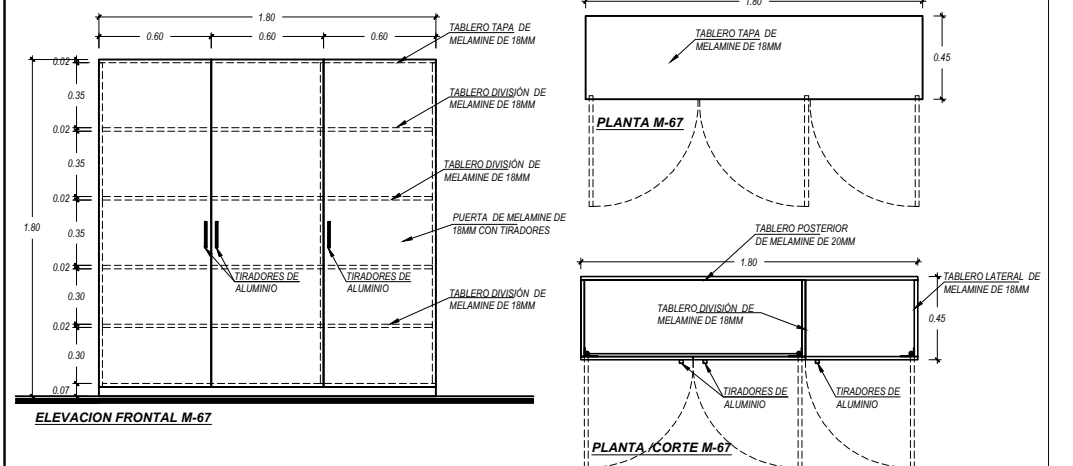 1.80
0.60
0.60
0.60
TABLERO TAPA DE
MELAMINE DE 18MM
0.02
0.35
TABLERO DIVISIÓN DE
MELAMINE DE 18MM
0.02
0.35
TABLERO DIVISIÓN DE
MELAMINE DE 18MM
0.02
1.80
0.35
PUERTA DE MELAMINE DE
18MM CON TIRADORES
TIRADORES DE
ALUMINIO
TIRADORES DE
ALUMINIO
0.02
0.30
TABLERO DIVISIÓN DE
MELAMINE DE 18MM
0.02
0.30
0.07
ELEVACION FRONTAL M-67
1.80
TABLERO TAPA DE
MELAMINE DE 18MM
0.45
PLANTA M-67
TABLERO POSTERIOR
DE MELAMINE DE 20MM
1.80
TABLERO LATERAL DE
MELAMINE DE 18MM
TABLERO DIVISIÓN DE
MELAMINE DE 18MM
0.45
TIRADORES DE
ALUMINIO
TIRADORES DE
ALUMINIO
PLANTA /CORTE M-67